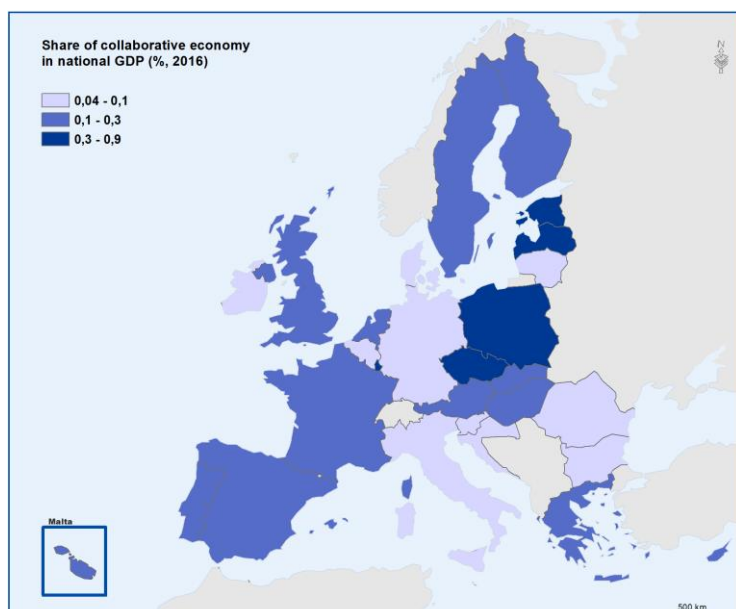 Share of collaborative economy
in national GDP (%, 2016)
0,04 - 0,1
0,1 - 0,3
0,3 - 0,9
N
Malta
500 km